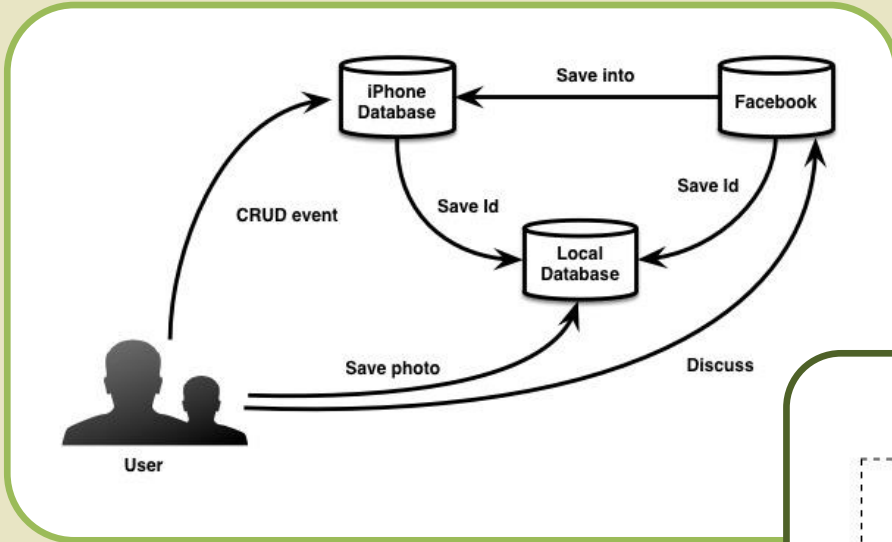 Save into
iPhone
Database
Facebook
Save Id
Save Id
CRUD event
Local
Database
Save photo
Discuss
User